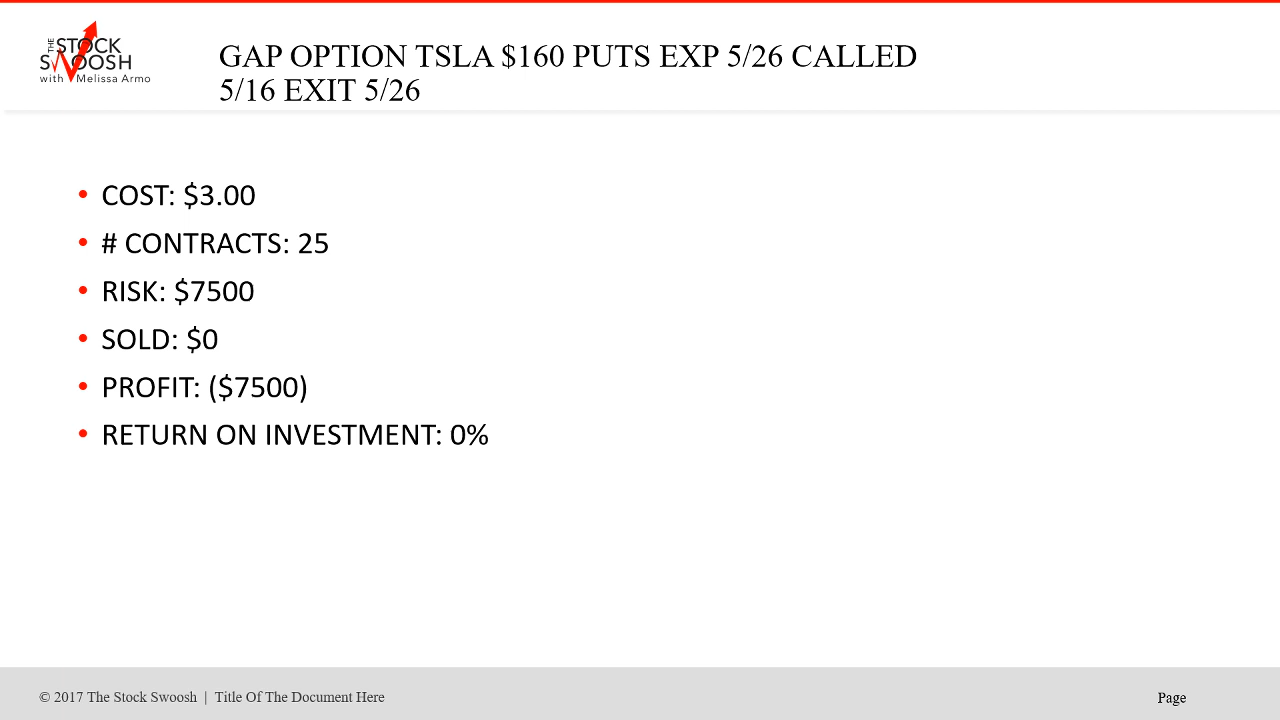 THE STOCK
SWOOSH
with Melissa Armo
GAP OPTION TSLA $160 PUTS EXP 5/26 CALLED
5/16 EXIT 5/26
• COST: $3.00
• # CONTRACTS: 25
• RISK: $7500
• SOLD: $0
• PROFIT: ($7500)
• RETURN ON INVESTMENT: 0%
© 2017 The Stock Swoosh | Title Of The Document Here
Page